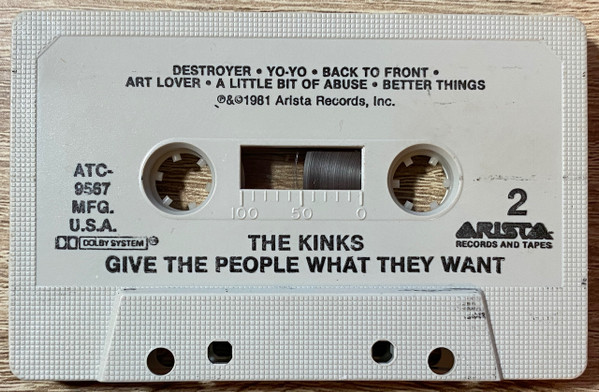 DESTROYER • YO-YO • BACK TO FRONT •
ART LOVER • A LITTLE BIT OF ABUSE • BETTER THINGS
℗&©1981 Arista Records, Inc.
ATC-
9567
MFG.
U.S.A.
DOLBY SYSTEM ®
100 50 0
2
ARISTA
RECORDS AND TAPES
THE KINKS
GIVE THE PEOPLE WHAT THEY WANT